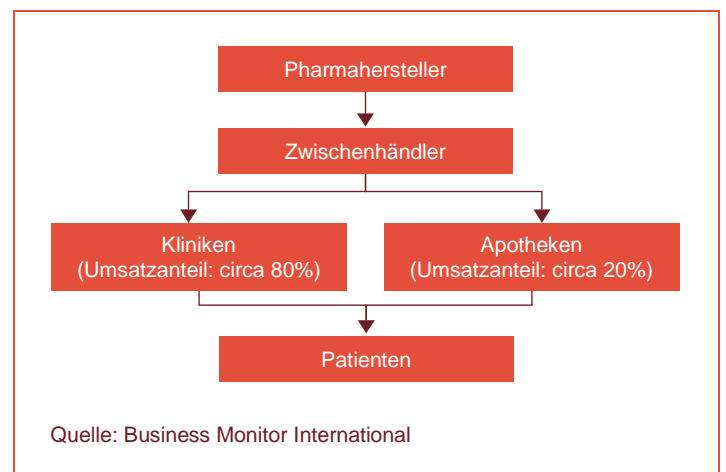 Pharmahersteller
Zwischenhändler
Kliniken
(Umsatzanteil: circa 80%)
Apotheken
(Umsatzanteil: circa 20%)
Patienten
Quelle: Business Monitor International